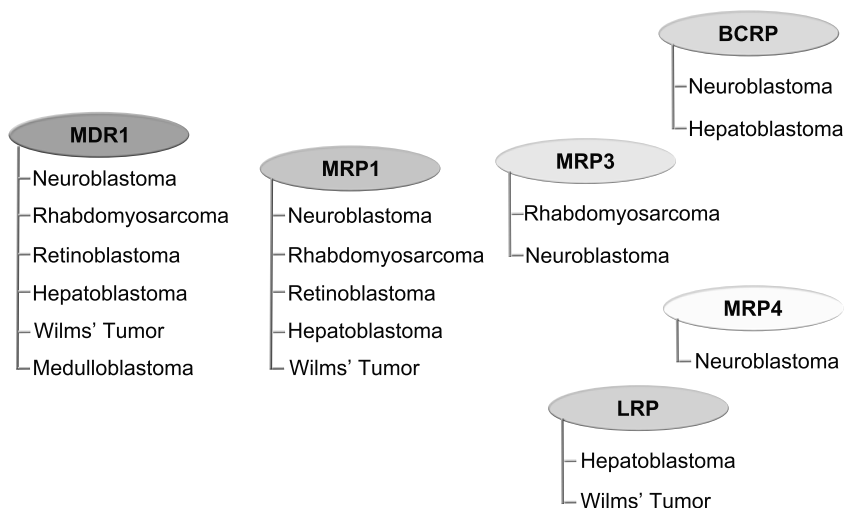 BCRP
Neuroblastoma
Hepatoblastoma
MDR1
Neuroblastoma
Rhabdomyosarcoma
Retinoblastoma
Hepatoblastoma
Wilms’ Tumor
Medulloblastoma
MRP1
Neuroblastoma
Rhabdomyosarcoma
Retinoblastoma
Hepatoblastoma
Wilms’ Tumor
MRP3
Rhabdomyosarcoma
Neuroblastoma
MRP4
Neuroblastoma
LRP
Hepatoblastoma
Wilms’ Tumor